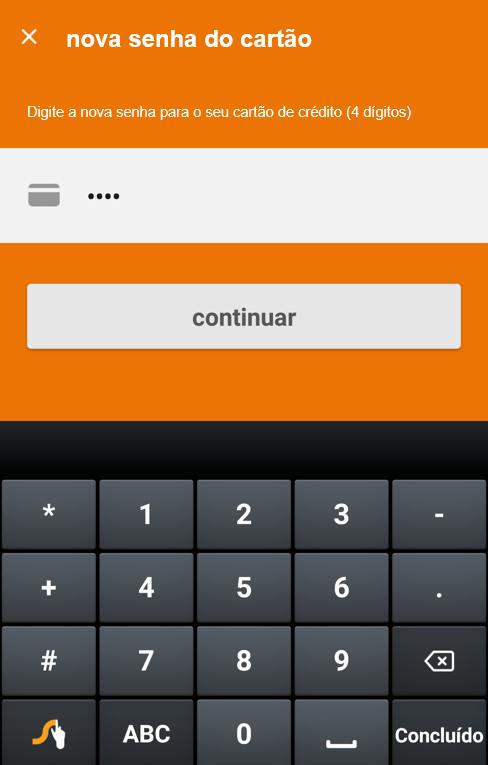 nova senha do cartão
Digite a nova senha para o seu cartão de crédito (4 dígitos)
••••
continuar
* 1 2 3 -
+ 4 5 6 .
# 7 8 9
ABC 0 Concluído